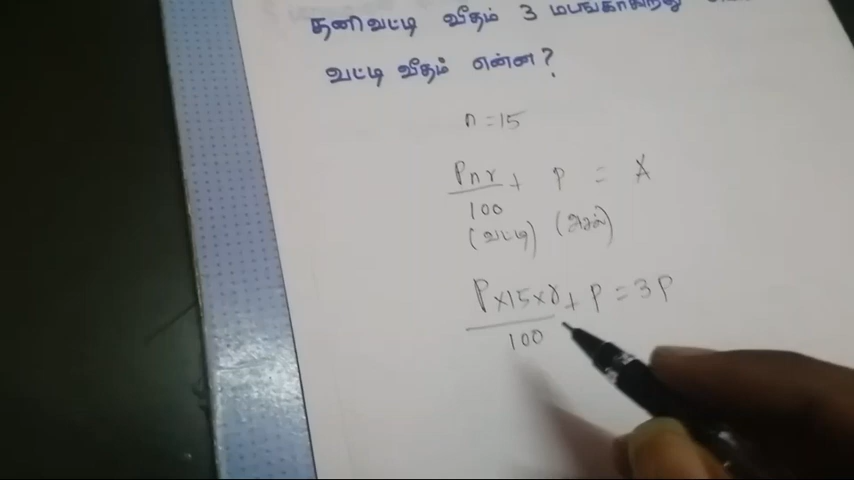 தனிவட்டி வீதம் 3 மடங்காகிறது
வட்டி வீதம் என்ன?
n = 15
Pnr/100 + P = A
(வட்டி) (அசல்)
P×15×r/100 + P = 3P